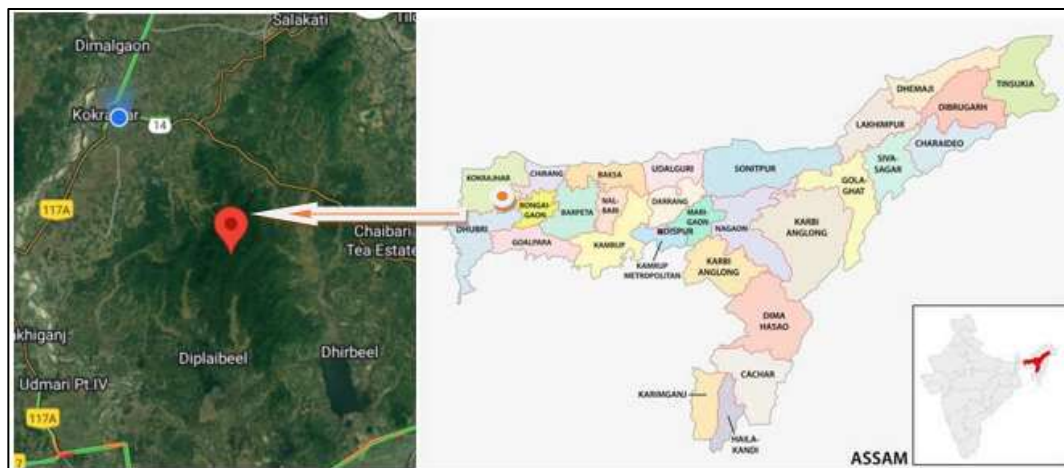 Salakati
Dimalgaon
14
117A
Chaibari
Tea Estate
Diplaibeel
Dhirbeel
Udmari Pt.IV
117A
2
TINSUKIA
DHEMAJI
DIBRUGARH
LAKHIMPUR
CHARAIDEO
SIVA-
SAGAR
GOLA-
GHAT
SONITPUR
UDALGURI
BAKSA
CHIRANG
KOKRAJHAR
BONGAI-
GAON
BARPETA
NAL-
BARI
DARRANG
MARI-
GAON
NAGAON
KARBI
ANGLONG
DHUBRI
GOALPARA
KAMRUP
DISPUR
KAMRUP
METROPOLITAN
KARBI
ANGLONG
DIMA
HASAO
CACHAR
KARIMGANJ
HAILA-
KANDI
ASSAM